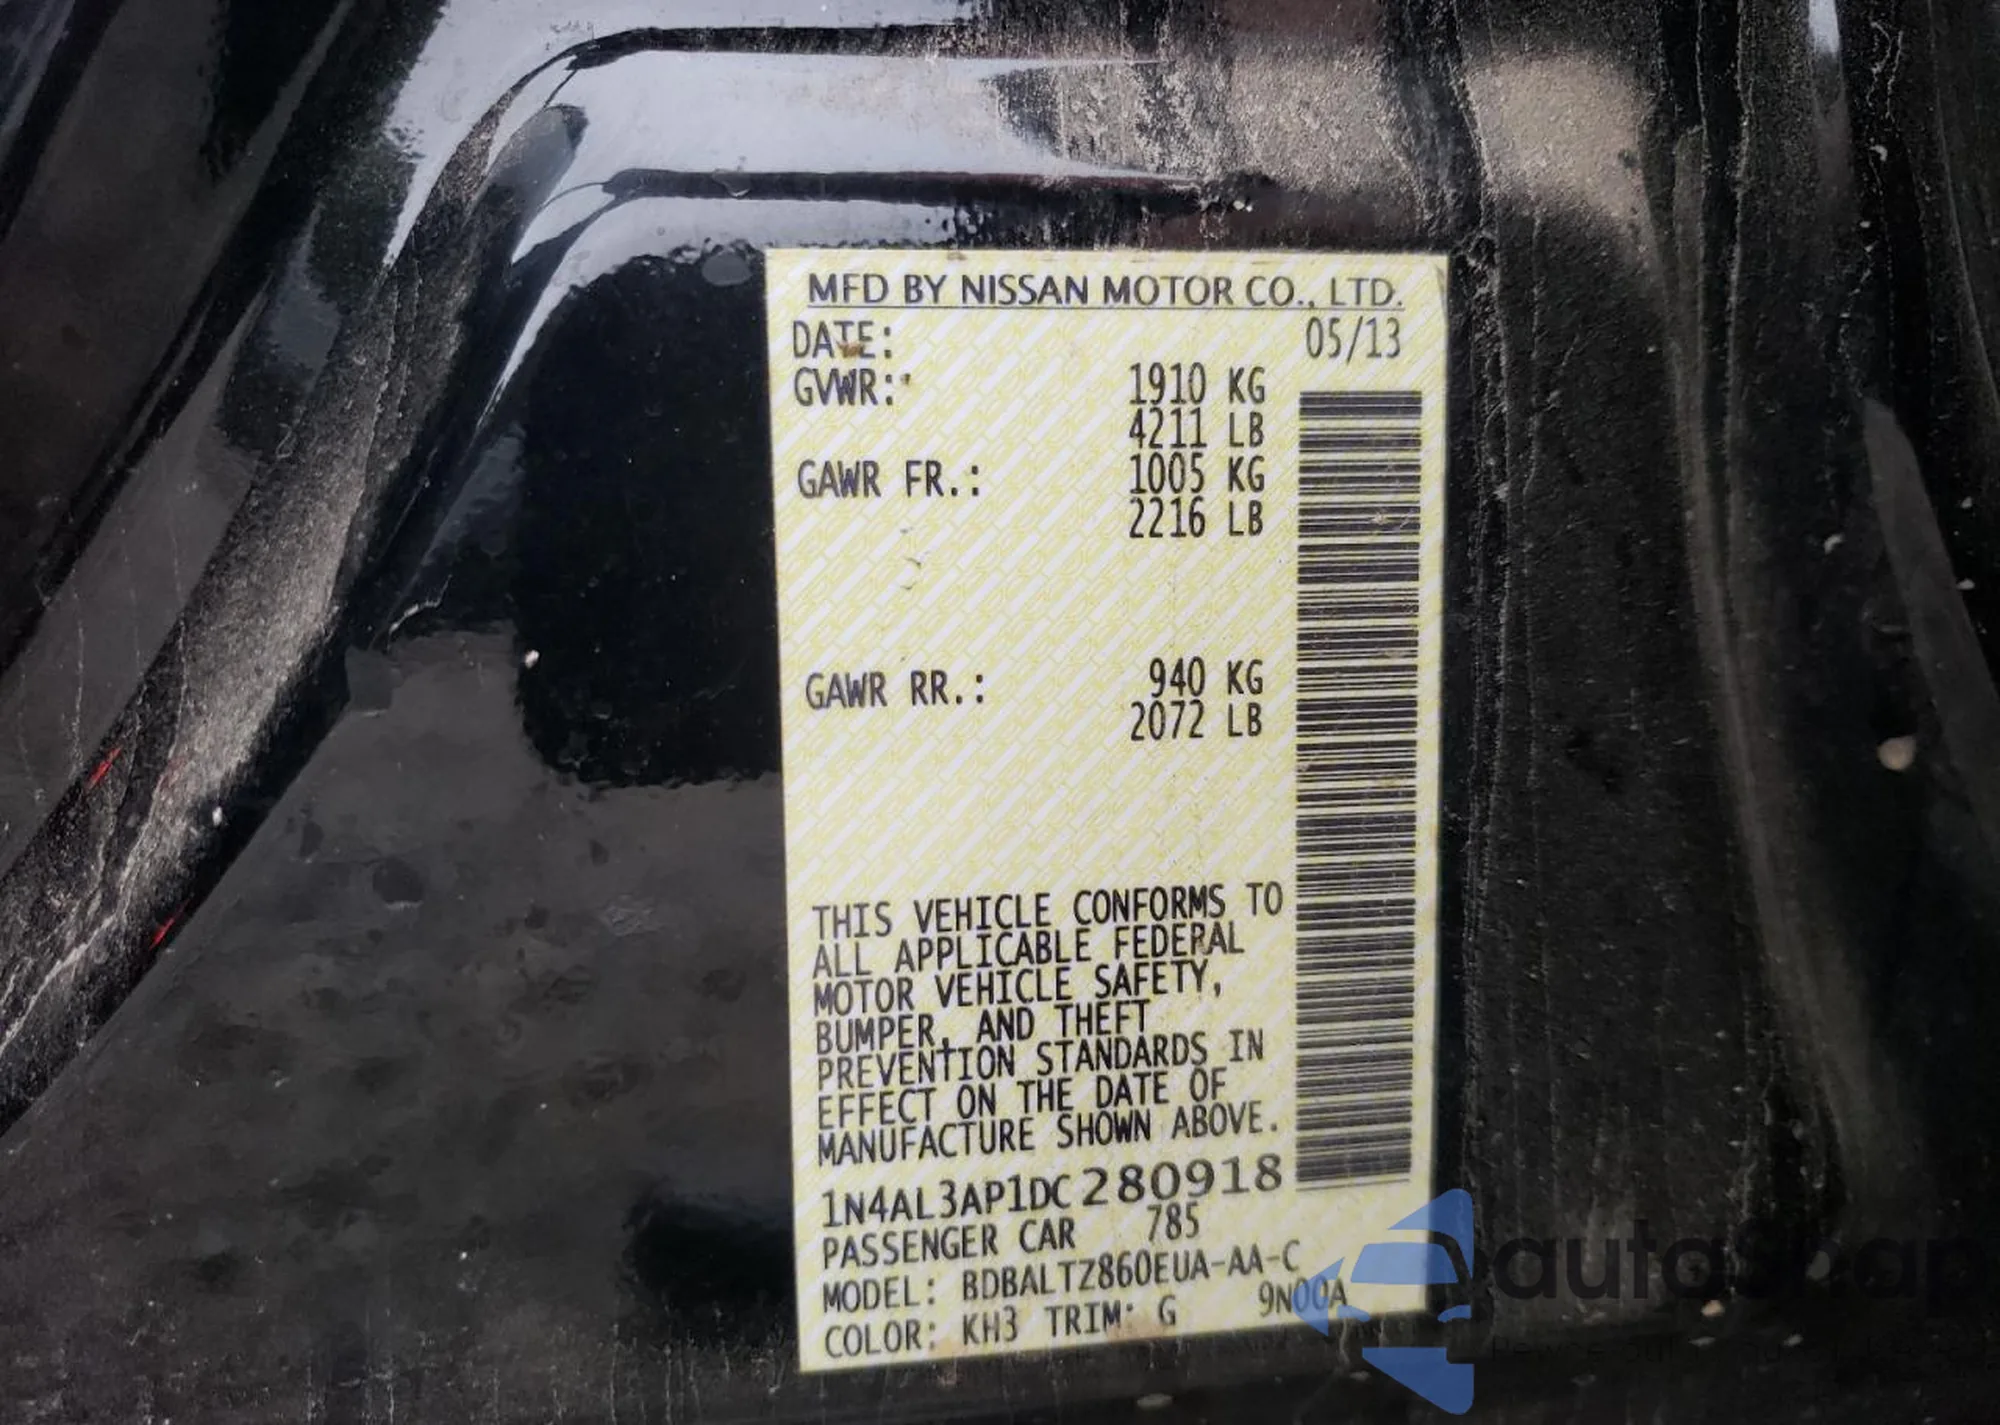 MFD BY NISSAN MOTOR CO., LTD.
DATE: 05/13
GVWR: 1910 KG
4211 LB
GAWR FR.: 1005 KG
2216 LB
GAWR RR.: 940 KG
2072 LB
THIS VEHICLE CONFORMS TO
ALL APPLICABLE FEDERAL
MOTOR VEHICLE SAFETY,
BUMPER, AND THEFT
PREVENTION STANDARDS IN
EFFECT ON THE DATE OF
MANUFACTURE SHOWN ABOVE.
1N4AL3AP1DC280918
PASSENGER CAR 785
MODEL: BDBALTZ860EUA-AA-C
COLOR: KH3 TRIM: G 9N00A